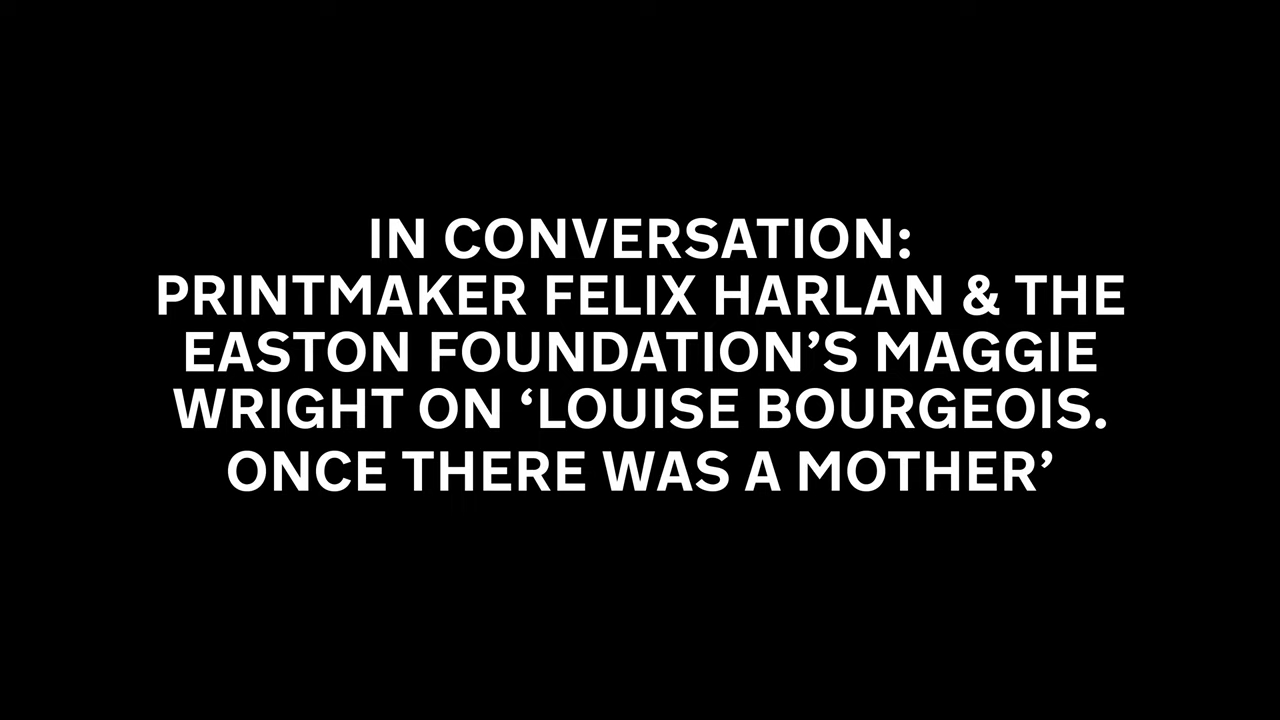 IN CONVERSATION:
PRINTMAKER FELIX HARLAN & THE
EASTON FOUNDATION’S MAGGIE
WRIGHT ON ‘LOUISE BOURGEOIS.
ONCE THERE WAS A MOTHER’